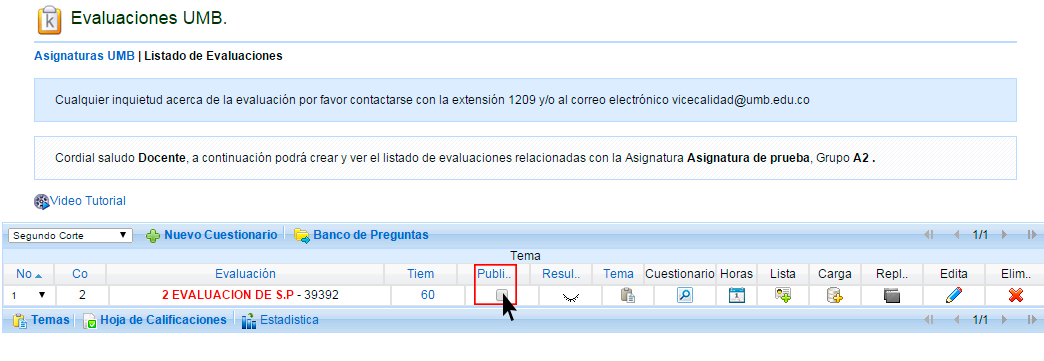 Evaluaciones UMB.
Asignaturas UMB | Listado de Evaluaciones
Cualquier inquietud acerca de la evaluación por favor contactarse con la extensión 1209 y/o al correo electrónico vicecalidad@umb.edu.co
Cordial saludo Docente, a continuación podrá crear y ver el listado de evaluaciones relacionadas con la Asignatura Asignatura de prueba, Grupo A2 .
Video Tutorial
Segundo Corte Nuevo Cuestionario Banco de Preguntas 1/1
Tema
No Co Evaluación Tiem Publi.. Resul.. Tema Cuestionario Horas Lista Carga Repl.. Edita Elim..
1 2 2 EVALUACION DE S.P - 39392 60
Temas Hoja de Calificaciones Estadistica 1/1